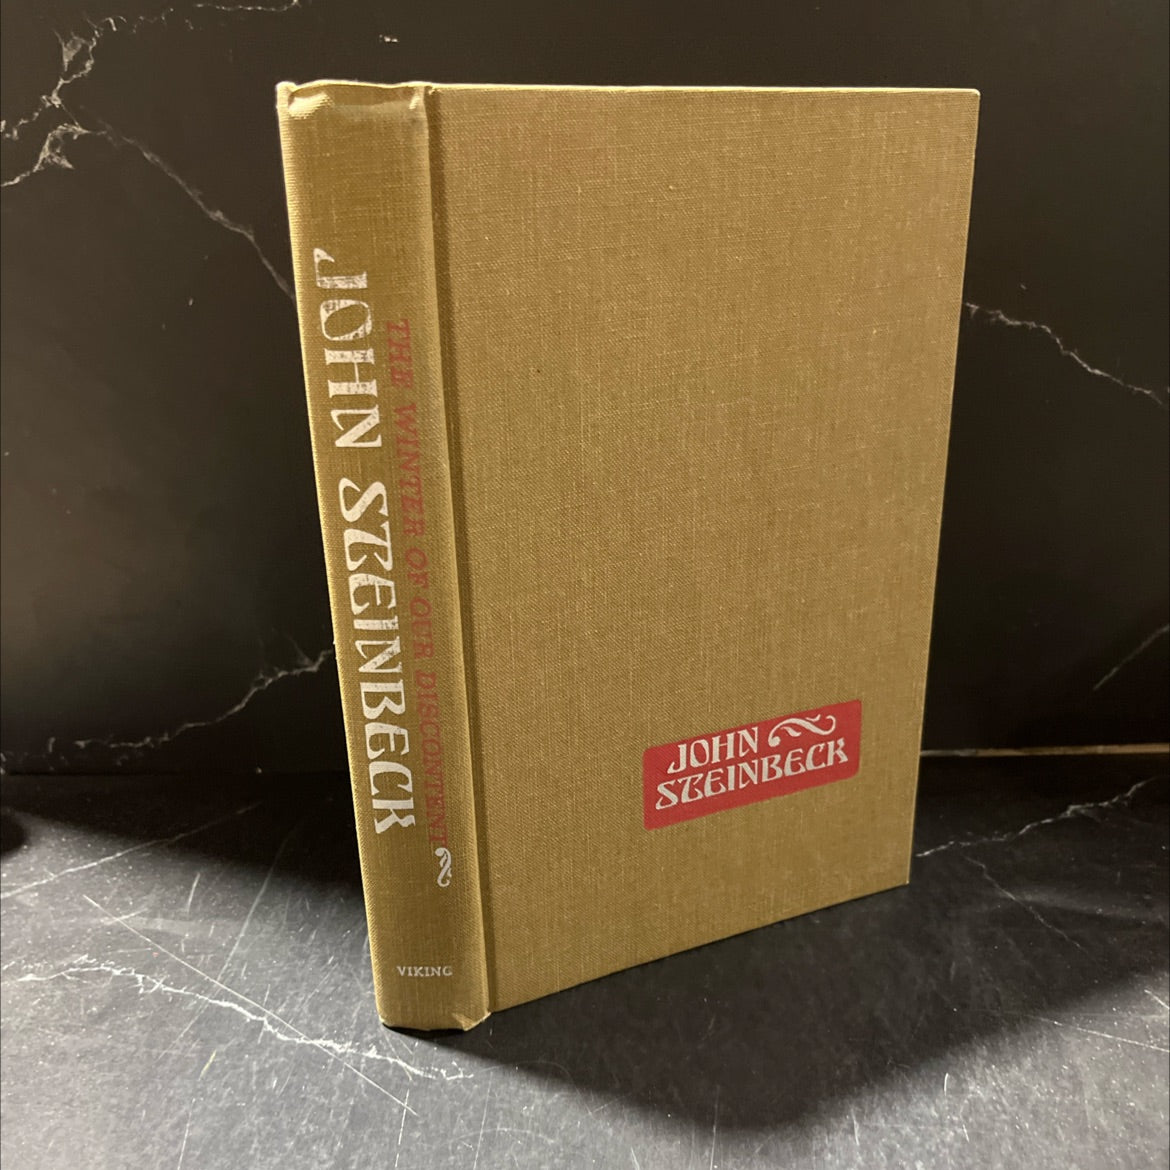 JOHN STEINBECK
THE WINTER OF OUR DISCONTENT
VIKING
JOHN
STEINBECK